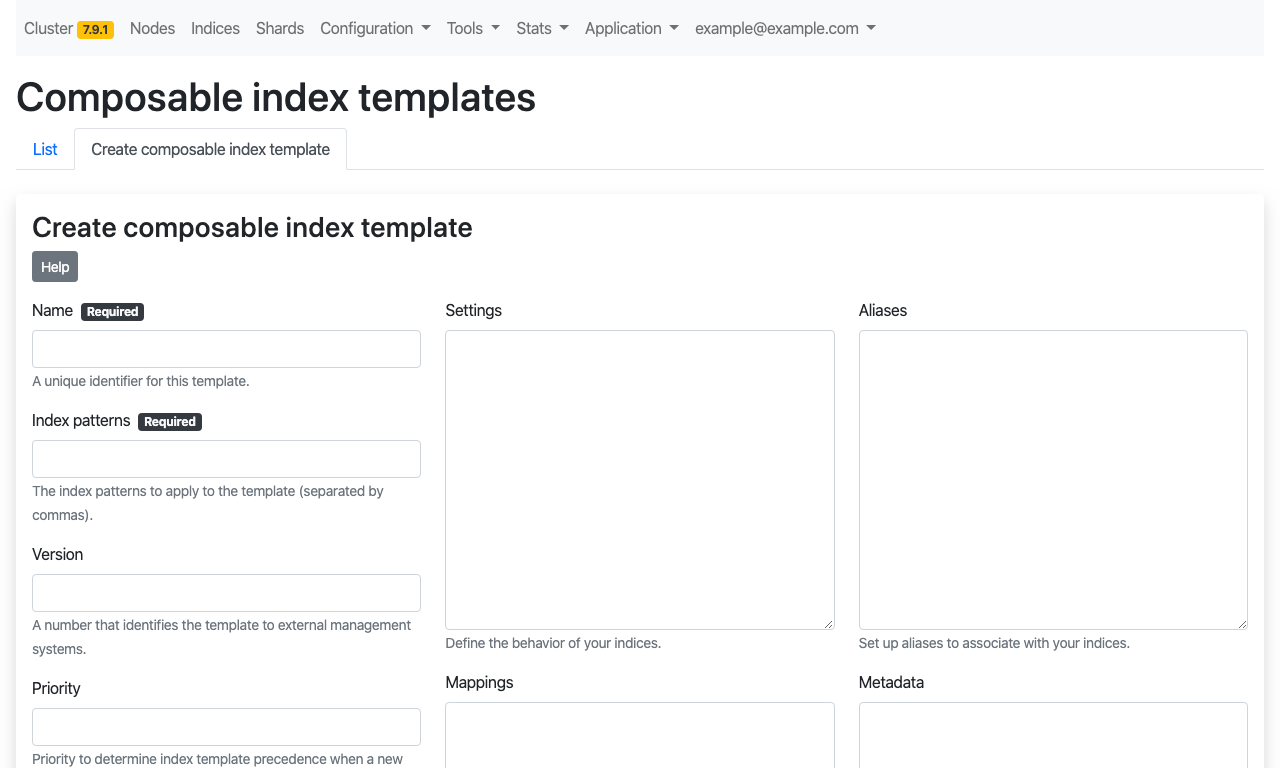 Cluster 7.9.1 Nodes Indices Shards Configuration Tools Stats Application example@example.com
Composable index templates
List Create composable index template
Create composable index template
Help
Name Required
A unique identifier for this template.
Index patterns Required
The index patterns to apply to the template (separated by
commas).
Version
A number that identifies the template to external management
systems.
Priority
Priority to determine index template precedence when a new
Settings
Define the behavior of your indices.
Mappings
Aliases
Set up aliases to associate with your indices.
Metadata